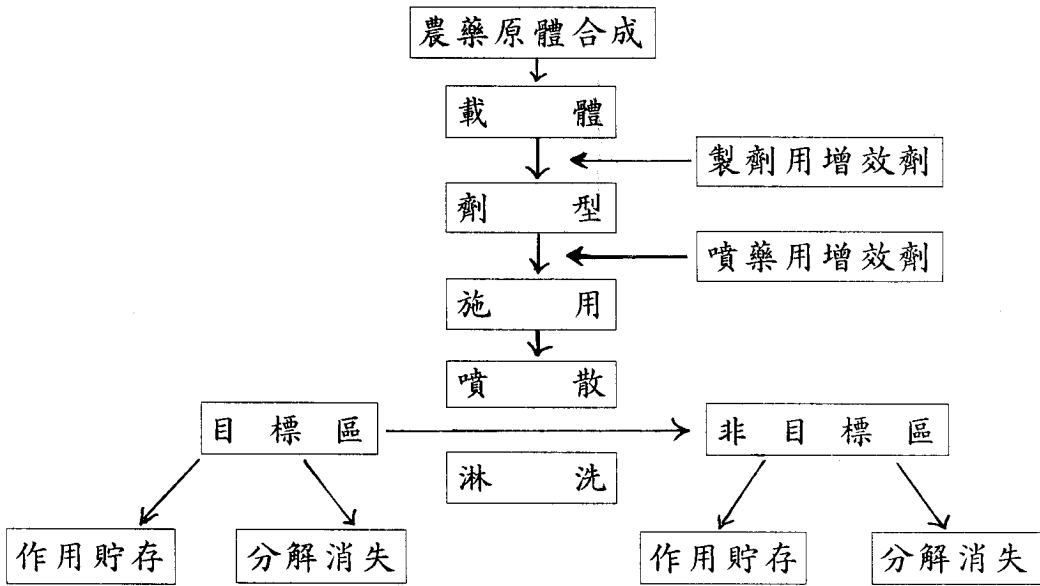 農藥原體合成
載體
製劑用增效劑
劑型
噴藥用增效劑
施用
噴散
目標區
非目標區
淋洗
作用貯存
分解消失
作用貯存
分解消失